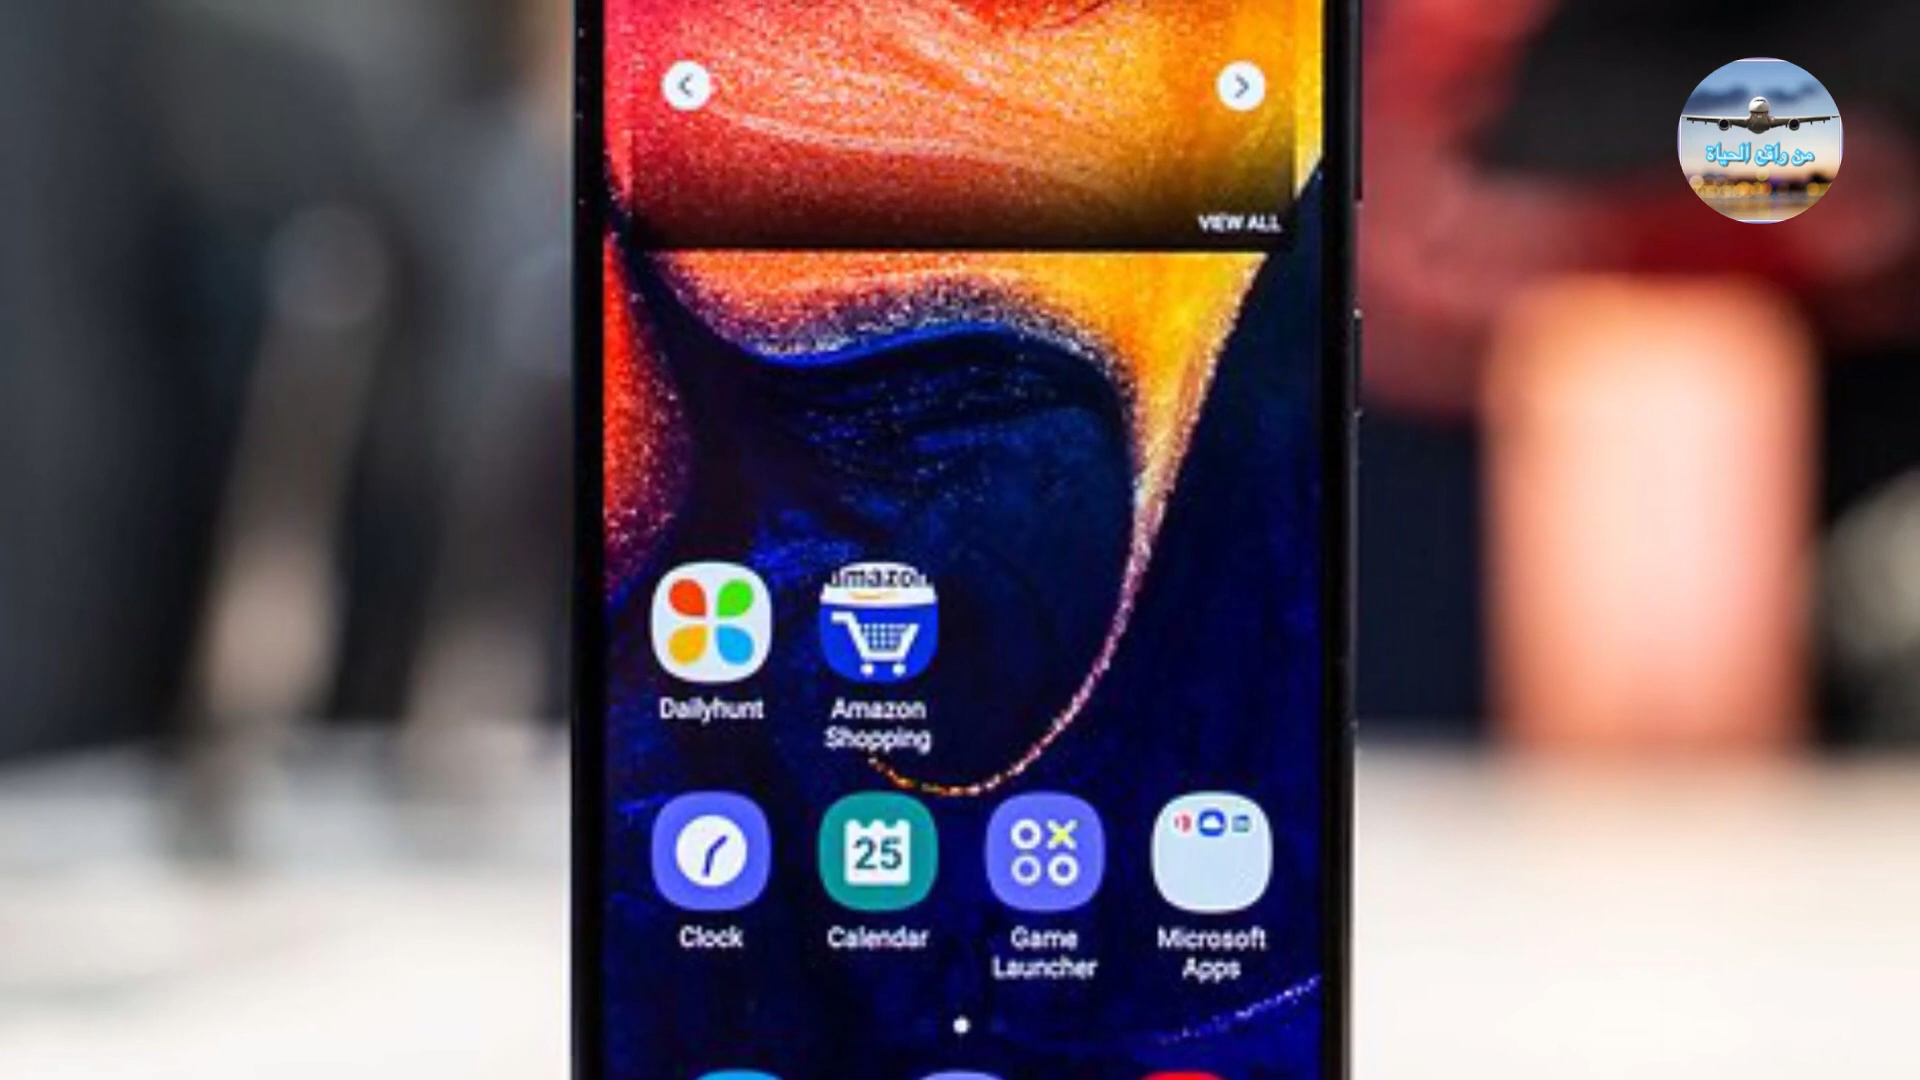 من واقع الحياة
VIEW ALL
amazon
Dailyhunt
Amazon
Shopping
25
Clock
Calendar
Game
Launcher
Microsoft
Apps